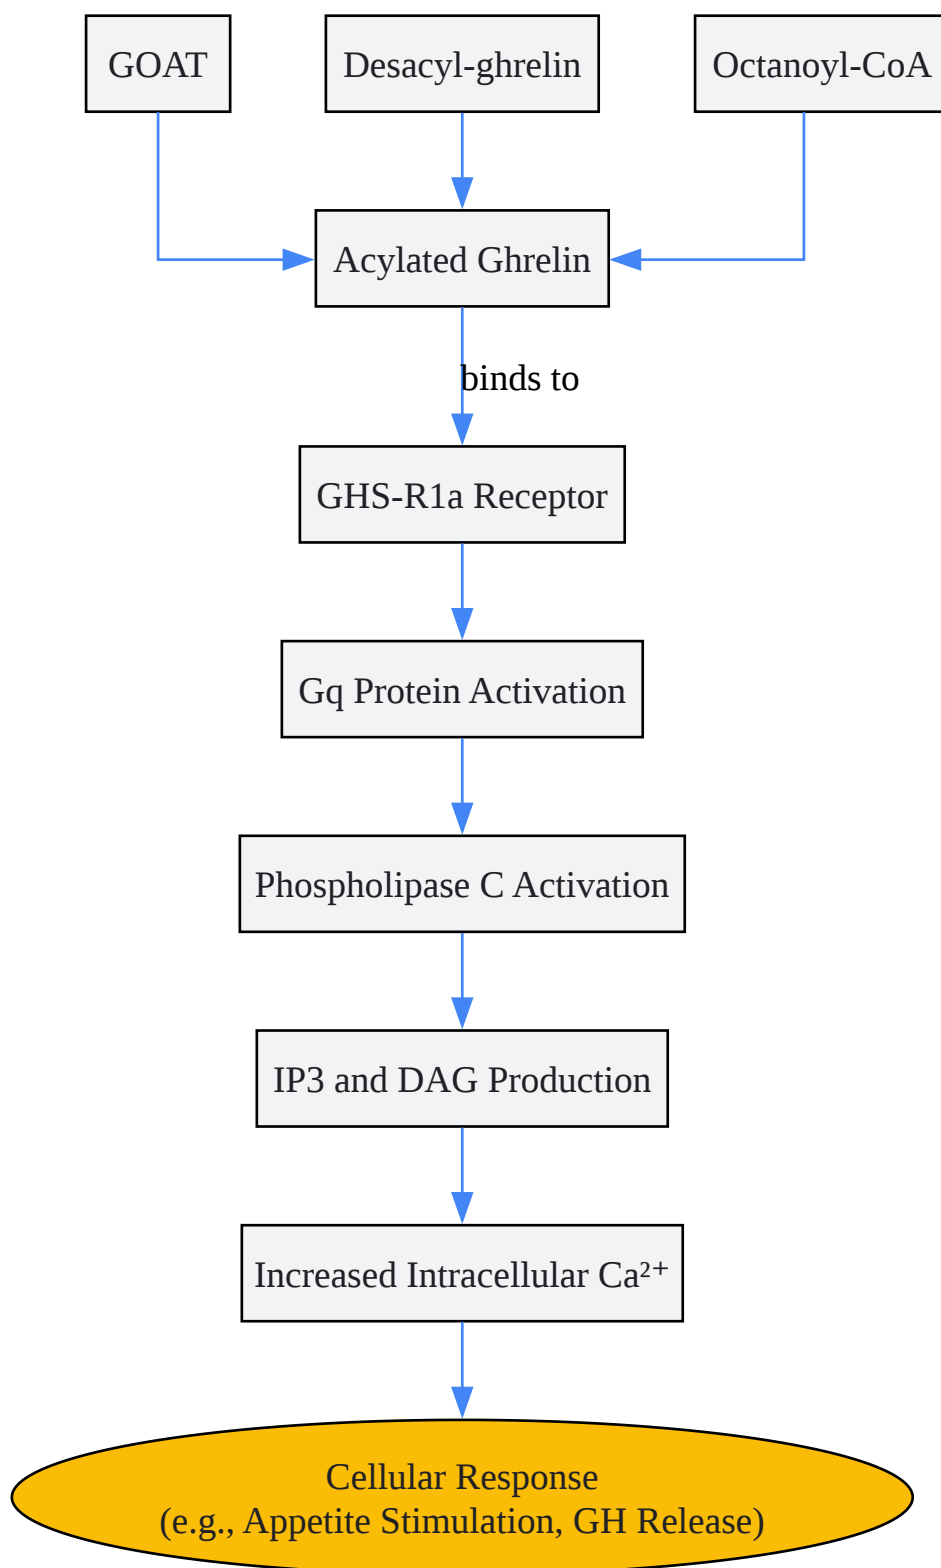 GOAT
Desacyl-ghrelin
Octanoyl-CoA
Acylated Ghrelin
binds to
GHS-R1a Receptor
Gq Protein Activation
Phospholipase C Activation
IP3 and DAG Production
Increased Intracellular Ca²⁺
Cellular Response
(e.g., Appetite Stimulation, GH Release)